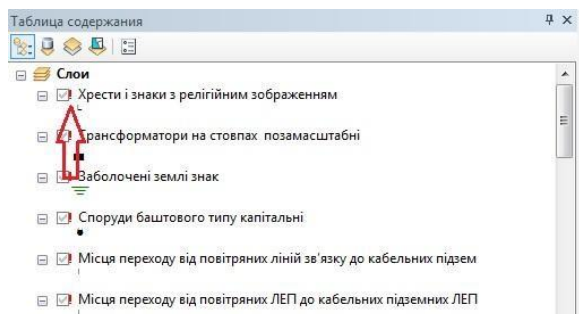 Таблица содержания
Слои
Хрести і знаки з релігійним зображенням
Трансформатори на стовпах позамасштабні
Заболочені землі знак
Споруди баштового типу капітальні
Місця переходу від повітряних ліній зв'язку до кабельних підзем
Місця переходу від повітряних ЛЕП до кабельних підземних ЛЕП